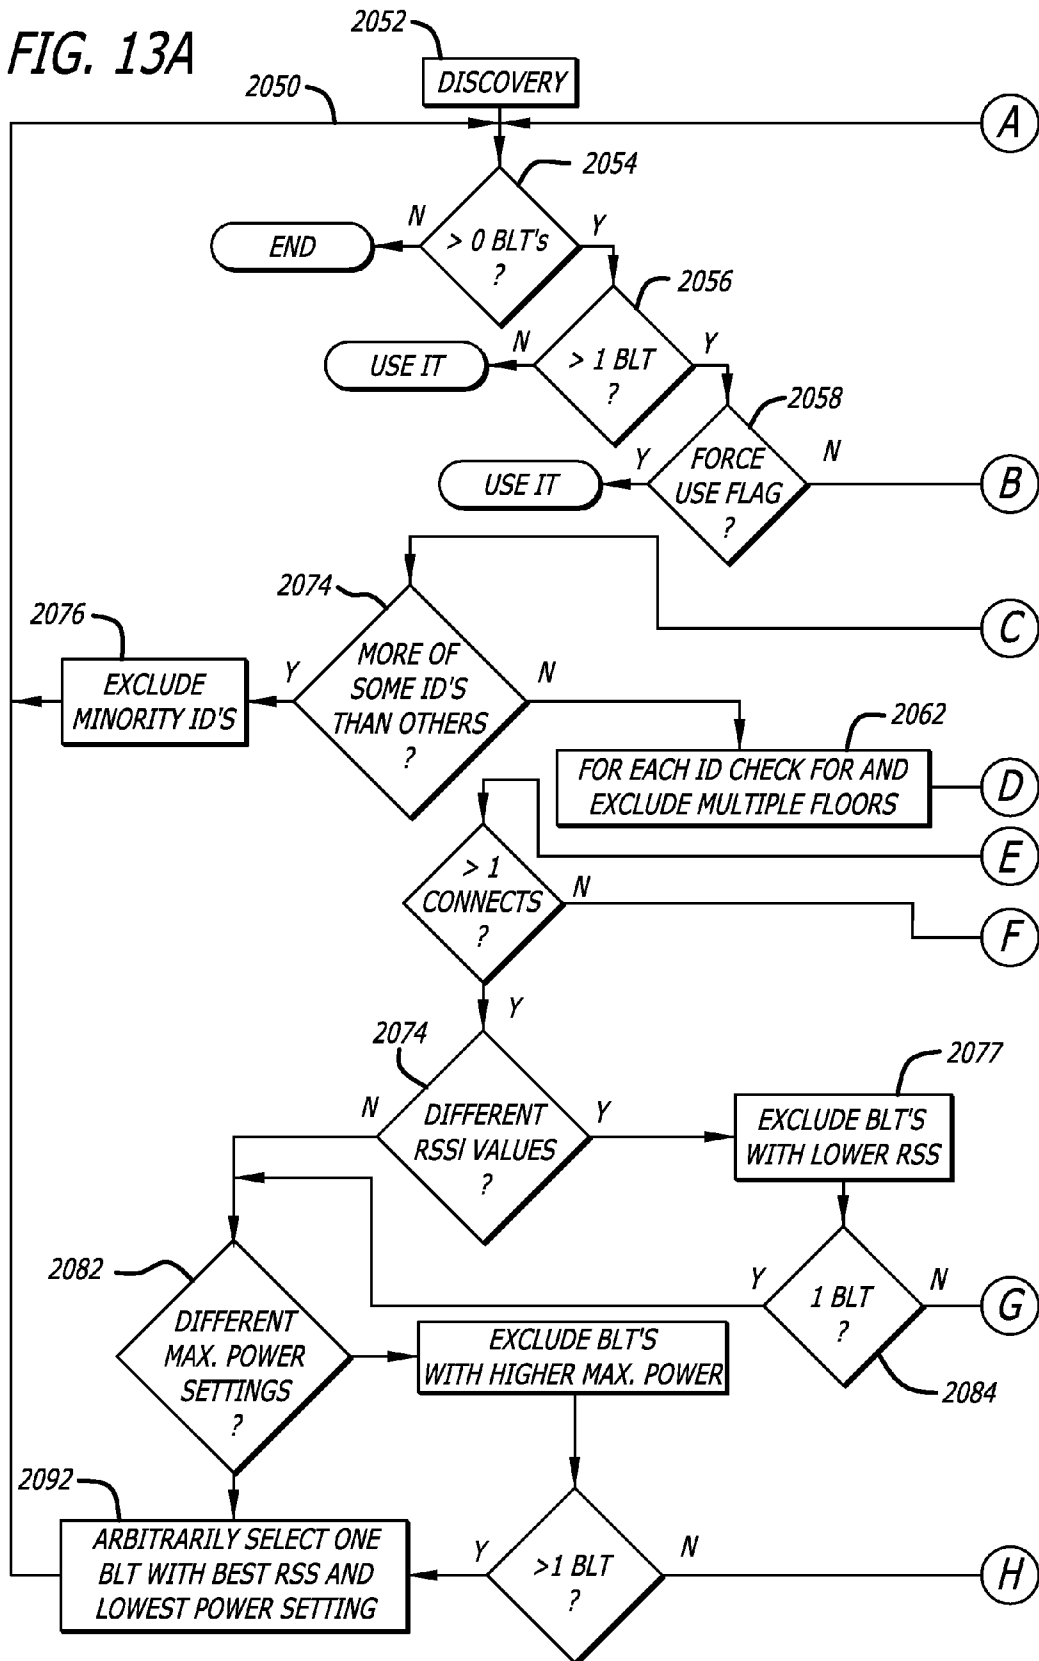 FIG. 13A
2052
DISCOVERY
2050
A
2054
N
Y
END
> 0 BLT's
?
2056
N
Y
USE IT
> 1 BLT
?
2058
Y
N
USE IT
FORCE
USE FLAG
?
B
2074
C
2076
Y
N
EXCLUDE
MINORITY ID'S
MORE OF
SOME ID'S
THAN OTHERS
?
2062
FOR EACH ID CHECK FOR AND
EXCLUDE MULTIPLE FLOORS
D
E
> 1
CONNECTS
?
N
F
Y
2074
N
Y
DIFFERENT
RSSI VALUES
?
2077
EXCLUDE BLT'S
WITH LOWER RSS
2082
Y
N
1 BLT
?
G
2084
DIFFERENT
MAX. POWER
SETTINGS
?
EXCLUDE BLT'S
WITH HIGHER MAX. POWER
2092
ARBITRARILY SELECT ONE
BLT WITH BEST RSS AND
LOWEST POWER SETTING
Y
N
>1 BLT
?
H